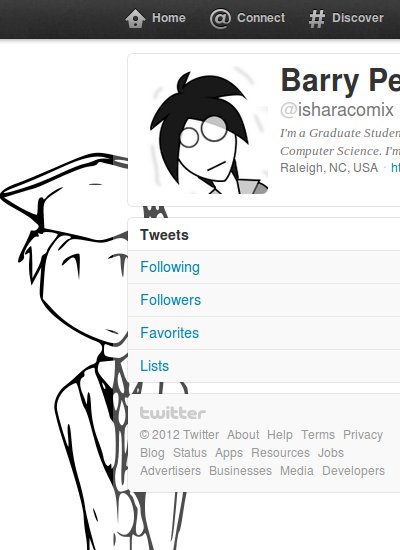 Home @ Connect # Discover
Barry Pe
@isharacomix
I'm a Graduate Studen
Computer Science. I'm
Raleigh, NC, USA · ht
Tweets
Following
Followers
Favorites
Lists
twitter
© 2012 Twitter About Help Terms Privacy
Blog Status Apps Resources Jobs
Advertisers Businesses Media Developers